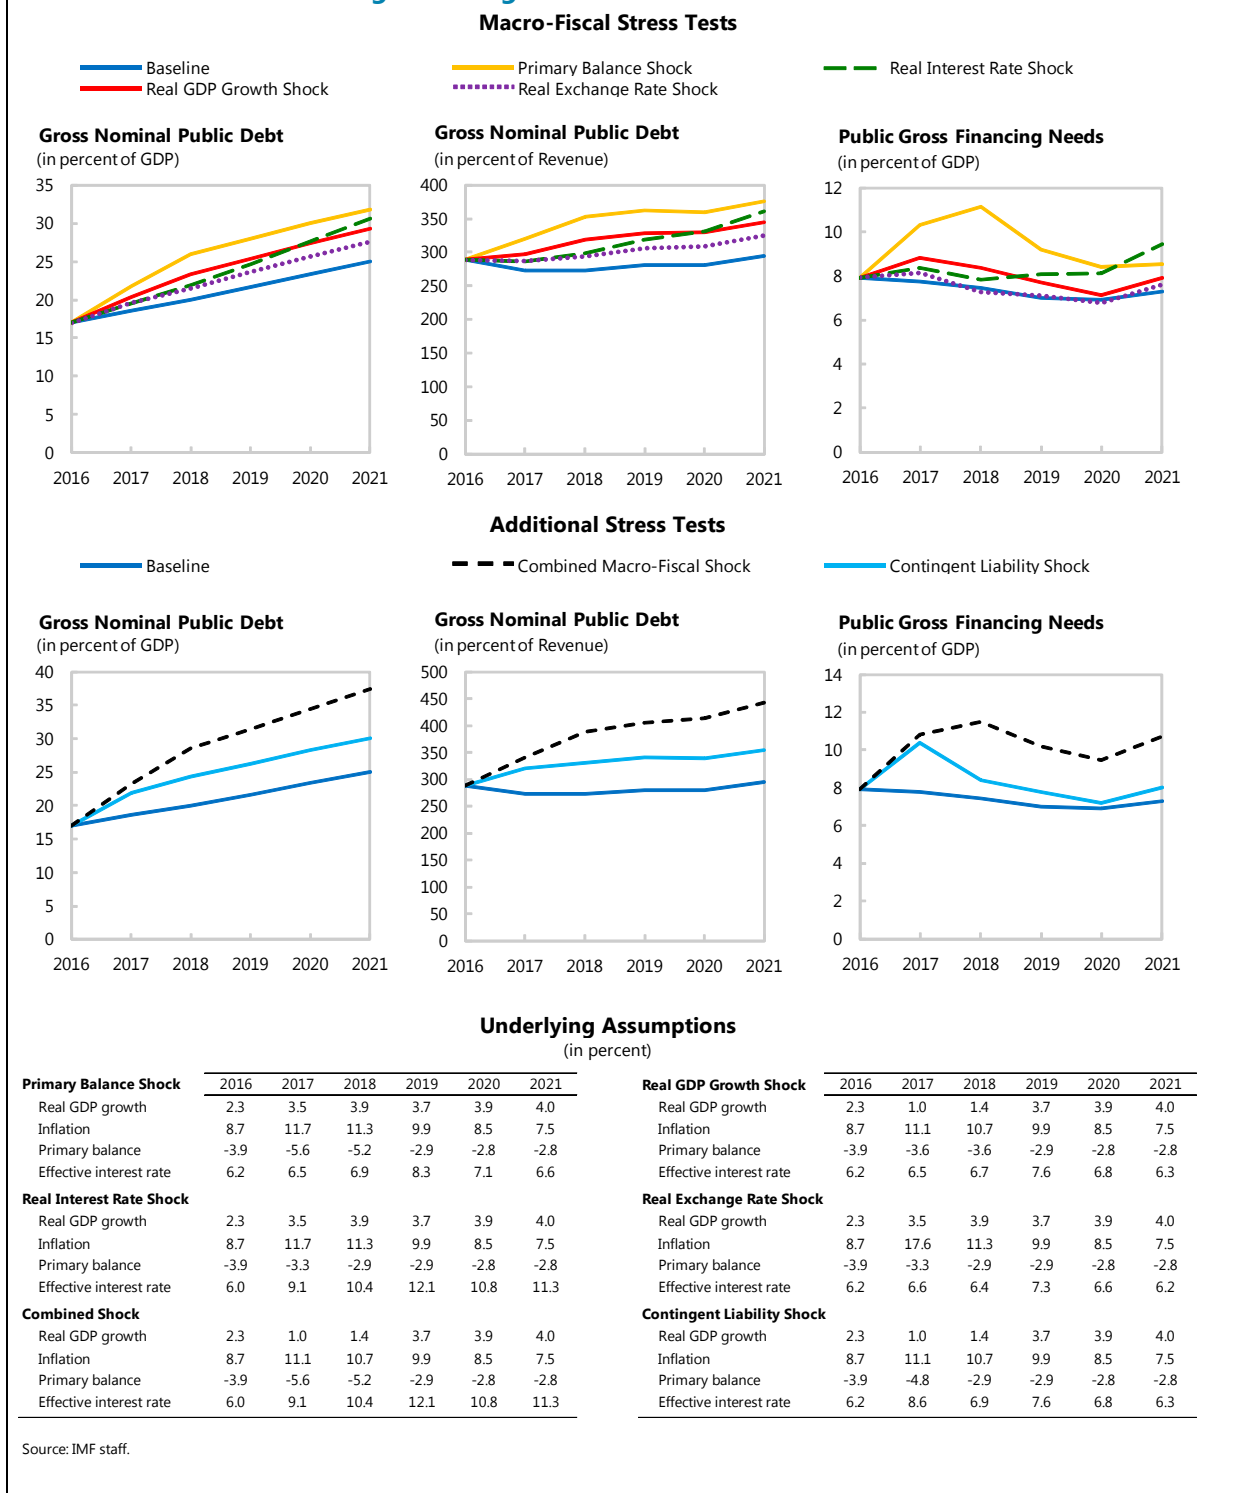 Macro-Fiscal Stress Tests
Baseline
Primary Balance Shock
Real Interest Rate Shock
Real GDP Growth Shock
Real Exchange Rate Shock
Gross Nominal Public Debt
(in percent of GDP)
35
30
25
20
15
10
5
0
2016 2017 2018 2019 2020 2021
Gross Nominal Public Debt
(in percent of Revenue)
400
350
300
250
200
150
100
50
0
2016 2017 2018 2019 2020 2021
Public Gross Financing Needs
(in percent of GDP)
12
10
8
6
4
2
0
2016 2017 2018 2019 2020 2021
Additional Stress Tests
Baseline
Combined Macro-Fiscal Shock
Contingent Liability Shock
Gross Nominal Public Debt
(in percent of GDP)
40
35
30
25
20
15
10
5
0
2016 2017 2018 2019 2020 2021
Gross Nominal Public Debt
(in percent of Revenue)
500
450
400
350
300
250
200
150
100
50
0
2016 2017 2018 2019 2020 2021
Public Gross Financing Needs
(in percent of GDP)
14
12
10
8
6
4
2
0
2016 2017 2018 2019 2020 2021
Underlying Assumptions
(in percent)
Primary Balance Shock 2016 2017 2018 2019 2020 2021
Real GDP growth 2.3 3.5 3.9 3.7 3.9 4.0
Inflation 8.7 11.7 11.3 9.9 8.5 7.5
Primary balance -3.9 -5.6 -5.2 -2.9 -2.8 -2.8
Effective interest rate 6.2 6.5 6.9 8.3 7.1 6.6
Real Interest Rate Shock
Real GDP growth 2.3 3.5 3.9 3.7 3.9 4.0
Inflation 8.7 11.7 11.3 9.9 8.5 7.5
Primary balance -3.9 -3.3 -2.9 -2.9 -2.8 -2.8
Effective interest rate 6.0 9.1 10.4 12.1 10.8 11.3
Combined Shock
Real GDP growth 2.3 1.0 1.4 3.7 3.9 4.0
Inflation 8.7 11.1 10.7 9.9 8.5 7.5
Primary balance -3.9 -5.6 -5.2 -2.9 -2.8 -2.8
Effective interest rate 6.0 9.1 10.4 12.1 10.8 11.3
Real GDP Growth Shock 2016 2017 2018 2019 2020 2021
Real GDP growth 2.3 1.0 1.4 3.7 3.9 4.0
Inflation 8.7 11.1 10.7 9.9 8.5 7.5
Primary balance -3.9 -3.6 -3.6 -2.9 -2.8 -2.8
Effective interest rate 6.2 6.5 6.7 7.6 6.8 6.3
Real Exchange Rate Shock
Real GDP growth 2.3 3.5 3.9 3.7 3.9 4.0
Inflation 8.7 17.6 11.3 9.9 8.5 7.5
Primary balance -3.9 -3.3 -2.9 -2.9 -2.8 -2.8
Effective interest rate 6.2 6.6 6.4 7.3 6.6 6.2
Contingent Liability Shock
Real GDP growth 2.3 1.0 1.4 3.7 3.9 4.0
Inflation 8.7 11.1 10.7 9.9 8.5 7.5
Primary balance -3.9 -4.8 -2.9 -2.9 -2.8 -2.8
Effective interest rate 6.2 8.6 6.9 7.6 6.8 6.3
Source: IMF staff.